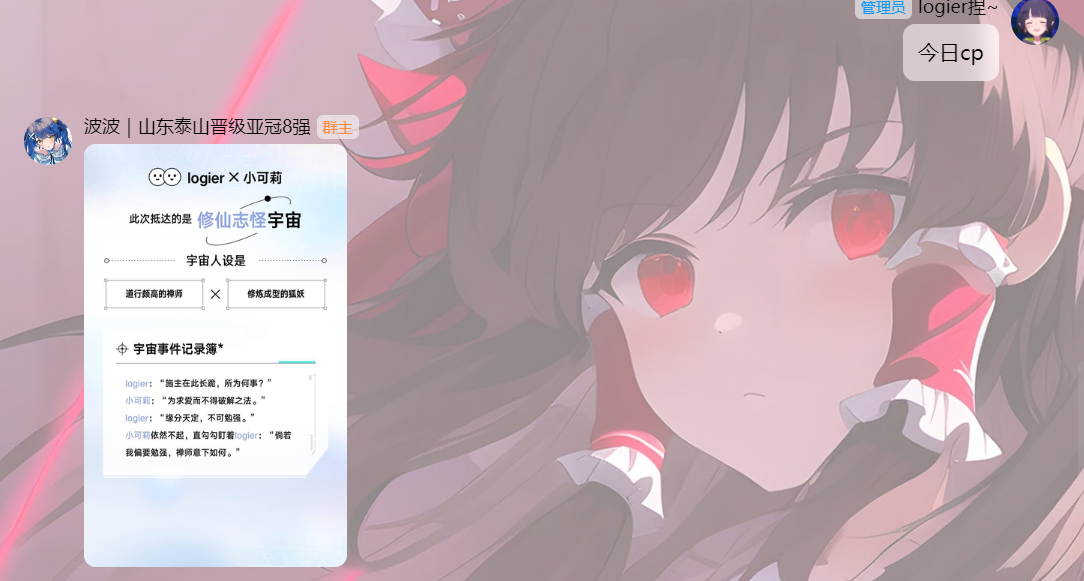 管理员 logier捏~
今日cp
波波｜山东泰山晋级亚冠8强 群主
logier × 小可莉
此次抵达的是 修仙志怪宇宙
宇宙人设是
道行颇高的禅师 × 修炼成型的狐妖
宇宙事件记录簿*
logier：“施主在此长跪，所为何事？”
小可莉：“为求爱而不得破解之法。”
logier：“缘分天定，不可勉强。”
小可莉依然不起，直勾勾盯着logier：“倘若
我偏要勉强，禅师意下如何。”